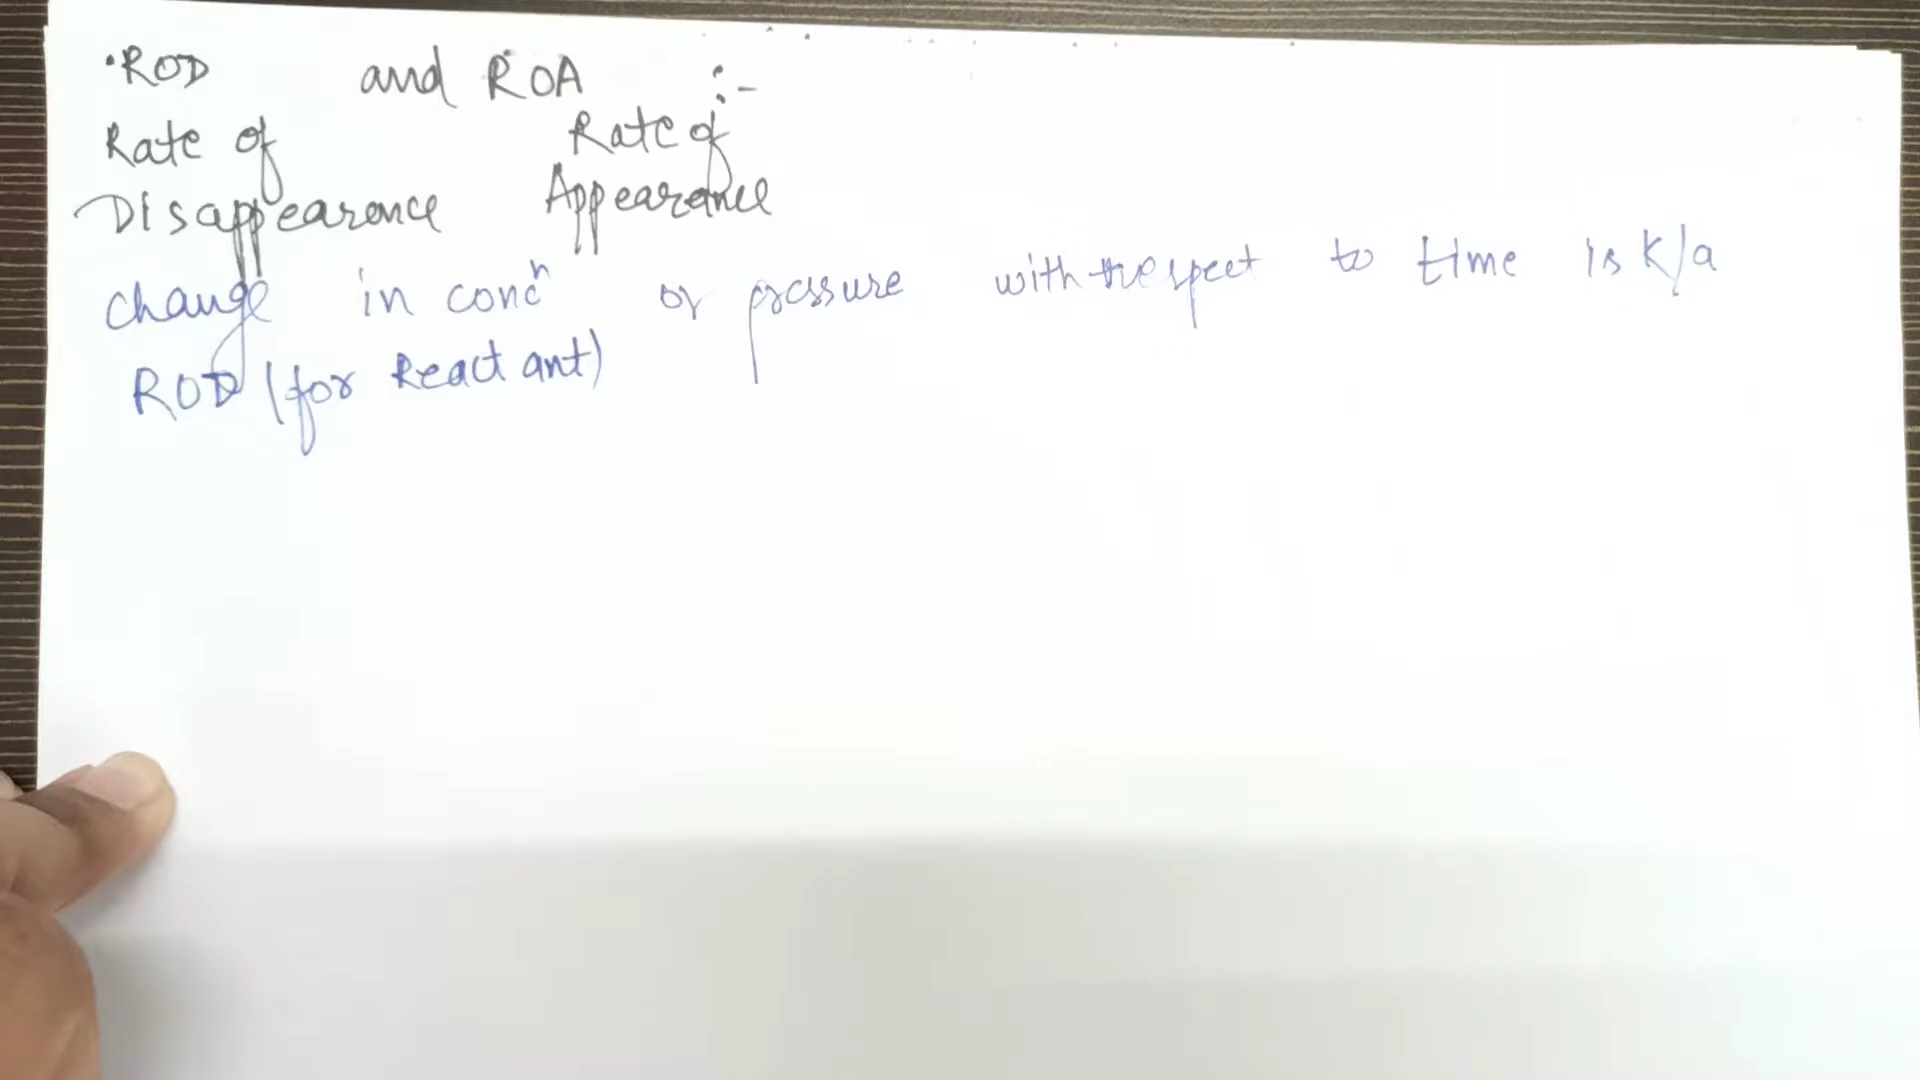 •ROD and ROA :-
Rate of Rate of
Disappearance Appearance
change in concⁿ or pressure with respect to time is k/a
ROD (for Reactant)